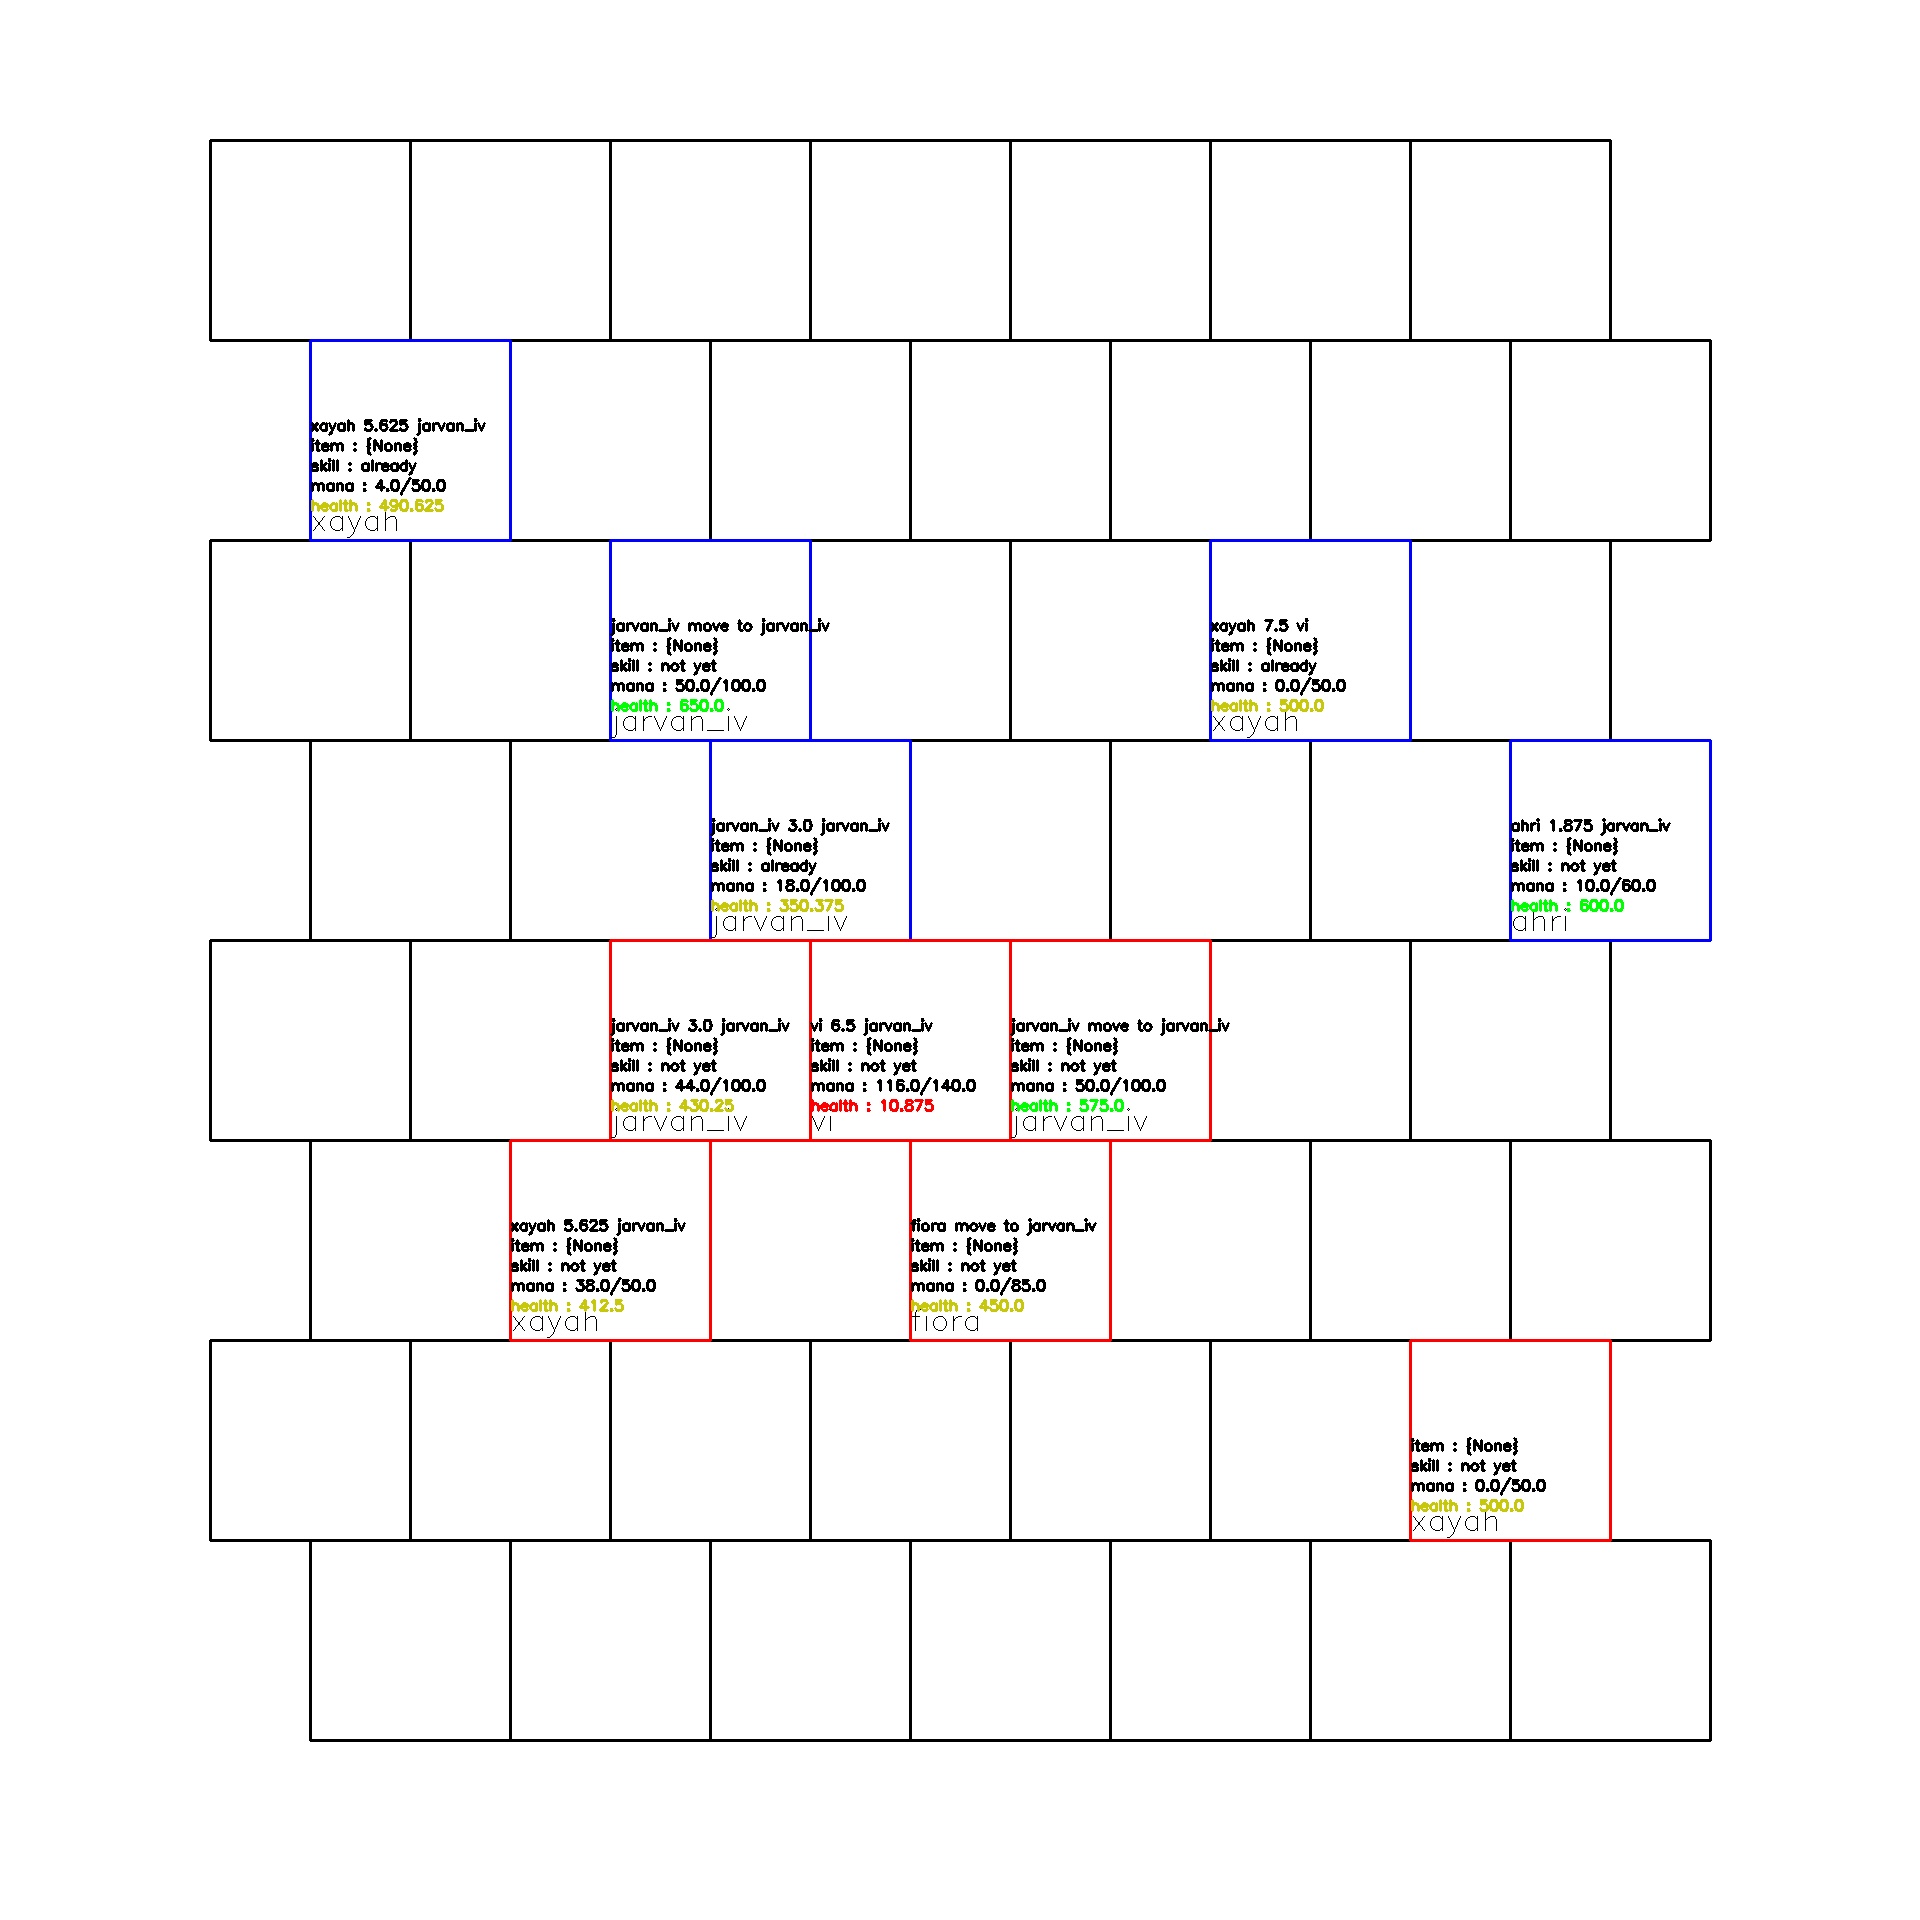 xayah 5.625 jarvan_iv
item : {None}
skill : already
mana : 4.0/50.0
health : 490.625
xayah
jarvan_iv move to jarvan_iv
item : {None}
skill : not yet
mana : 50.0/100.0
health : 650.0
jarvan_iv
xayah 7.5 vi
item : {None}
skill : already
mana : 0.0/50.0
health : 500.0
xayah
jarvan_iv 3.0 jarvan_iv
item : {None}
skill : already
mana : 18.0/100.0
health : 350.375
jarvan_iv
ahri 1.875 jarvan_iv
item : {None}
skill : not yet
mana : 10.0/60.0
health : 600.0
ahri
jarvan_iv 3.0 jarvan_iv
item : {None}
skill : not yet
mana : 44.0/100.0
health : 430.25
jarvan_iv
vi 6.5 jarvan_iv
item : {None}
skill : not yet
mana : 116.0/140.0
health : 10.875
vi
jarvan_iv move to jarvan_iv
item : {None}
skill : not yet
mana : 50.0/100.0
health : 575.0
jarvan_iv
xayah 5.625 jarvan_iv
item : {None}
skill : not yet
mana : 38.0/50.0
health : 412.5
xayah
fiora move to jarvan_iv
item : {None}
skill : not yet
mana : 0.0/85.0
health : 450.0
fiora
item : {None}
skill : not yet
mana : 0.0/50.0
health : 500.0
xayah